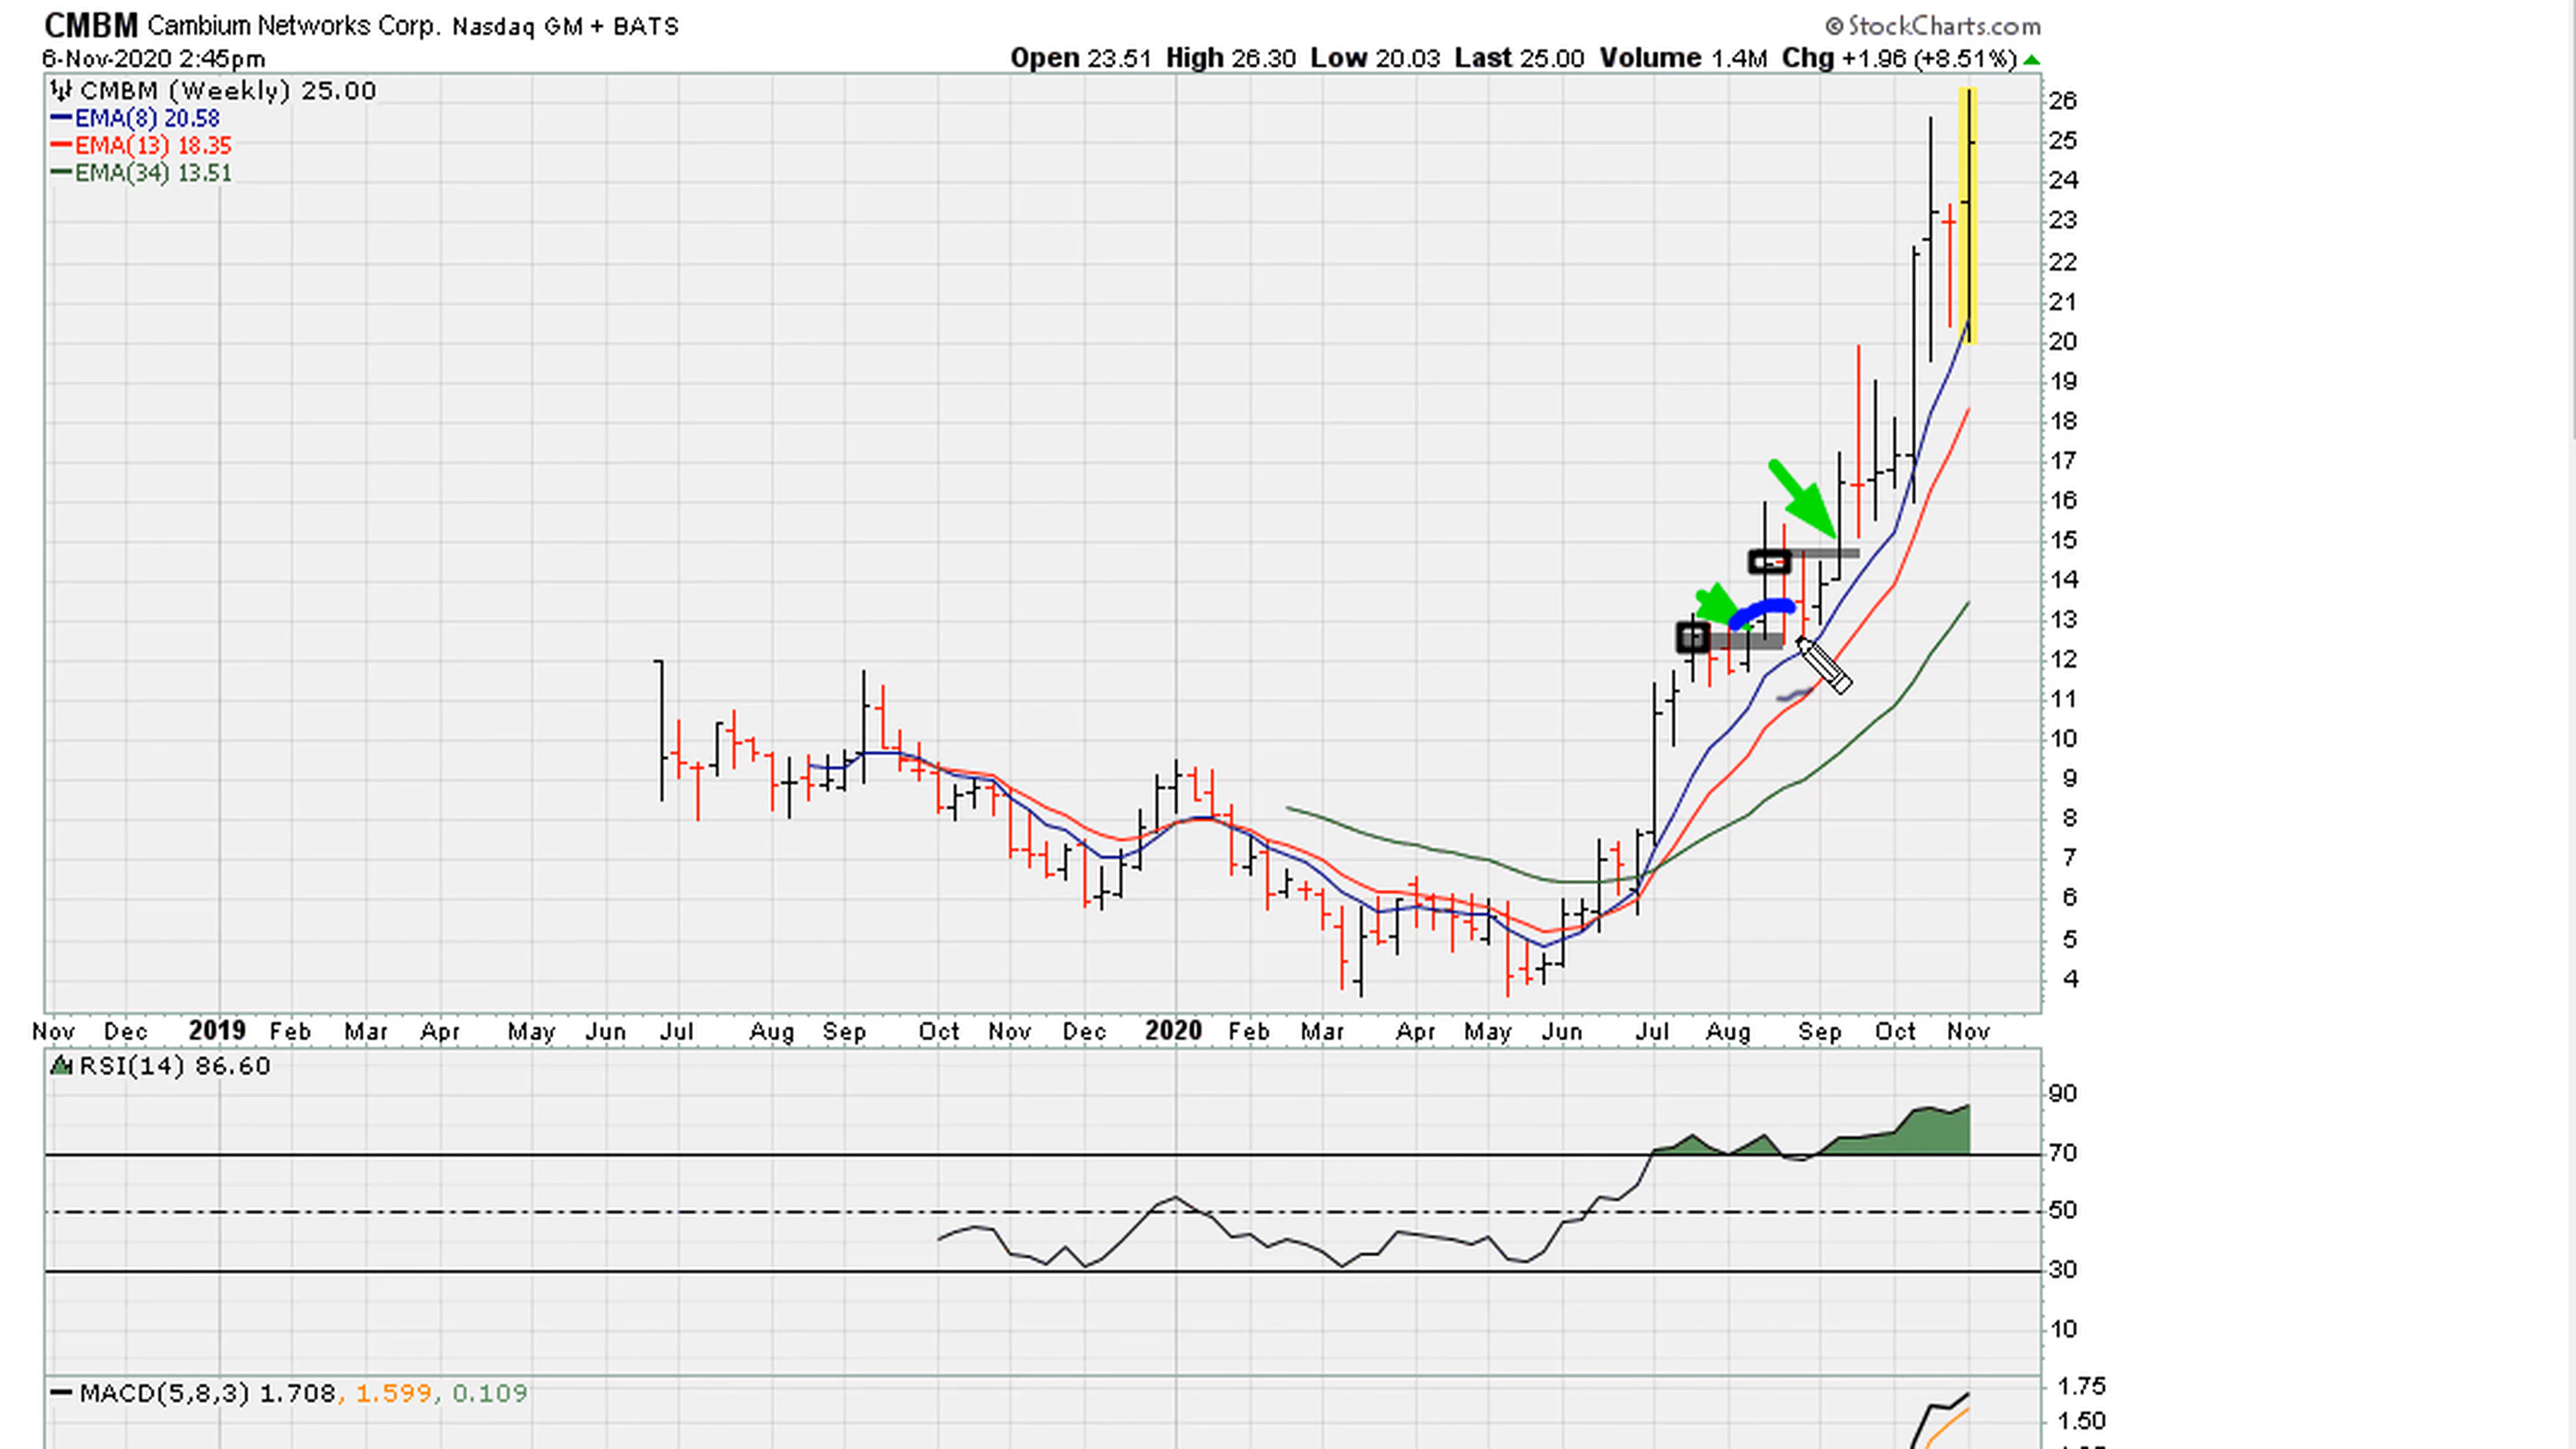 CMBM Cambium Networks Corp. Nasdaq GM + BATS
© StockCharts.com
6-Nov-2020 2:45pm
Open 23.51 High 26.30 Low 20.03 Last 25.00 Volume 1.4M Chg +1.96 (+8.51%)
CMBM (Weekly) 25.00
EMA(8) 20.58
EMA(13) 18.35
EMA(34) 13.51
26
25
24
23
22
21
20
19
18
17
16
15
14
13
12
11
10
9
8
7
6
5
4
Nov Dec 2019 Feb Mar Apr May Jun Jul Aug Sep Oct Nov Dec 2020 Feb Mar Apr May Jun Jul Aug Sep Oct Nov
RSI(14) 86.60
90
70
50
30
10
MACD(5,8,3) 1.708, 1.599, 0.109
1.75
1.50